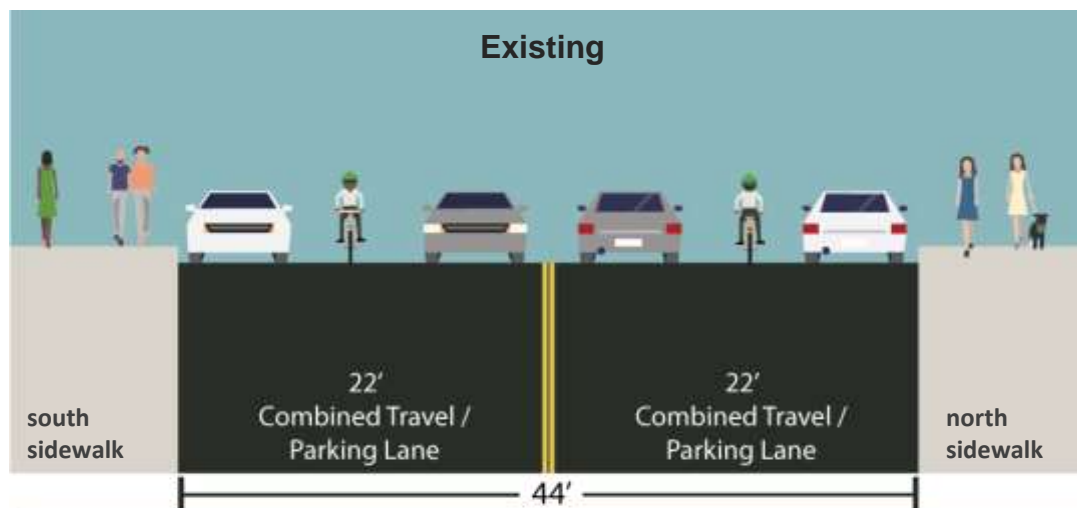 Existing
south
sidewalk
22'
Combined Travel /
Parking Lane
22'
Combined Travel /
Parking Lane
north
sidewalk
44'